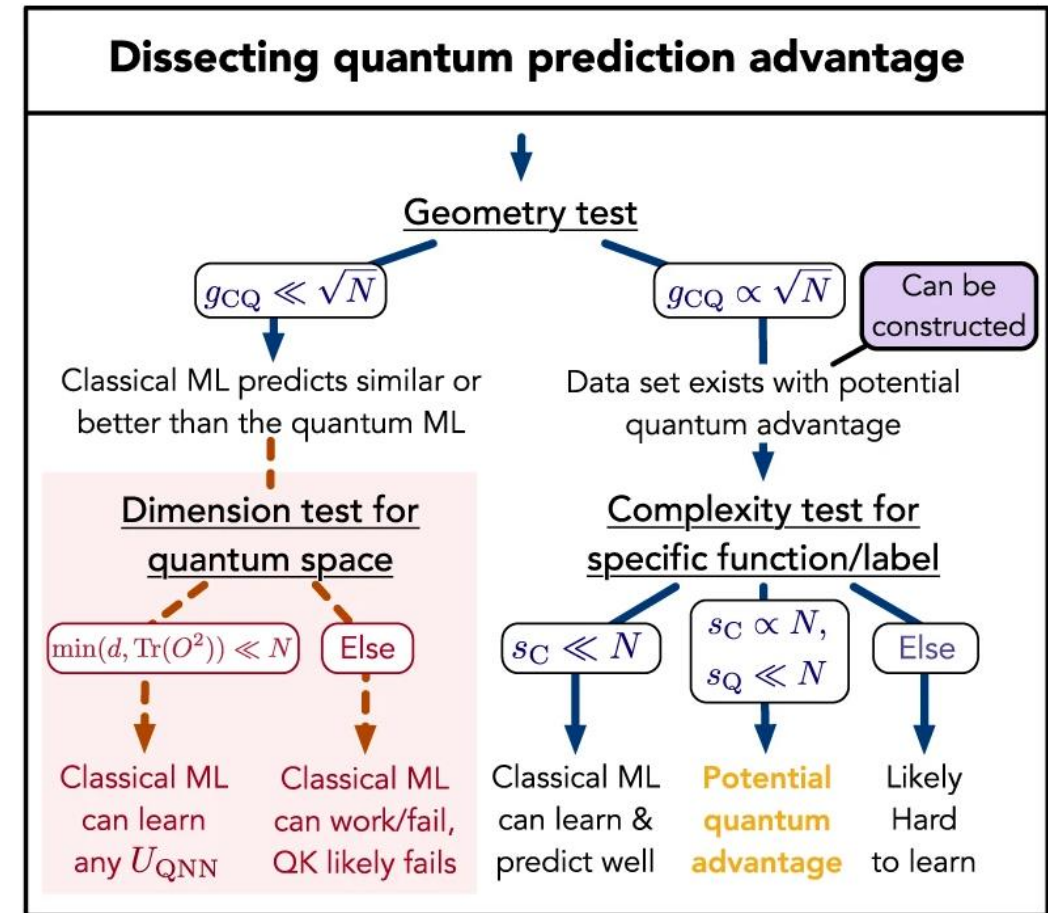 Dissecting quantum prediction advantage
Geometry test
g_CQ ≪ √N
g_CQ ∝ √N
Can be
constructed
Classical ML predicts similar or
better than the quantum ML
Data set exists with potential
quantum advantage
Dimension test for
quantum space
min(d, Tr(O²)) ≪ N
Else
Classical ML
can learn
any U_QNN
Classical ML
can work/fail,
QK likely fails
Complexity test for
specific function/label
s_C ≪ N
s_C ∝ N,
s_Q ≪ N
Else
Classical ML
can learn &
predict well
Potential
quantum
advantage
Likely
Hard
to learn